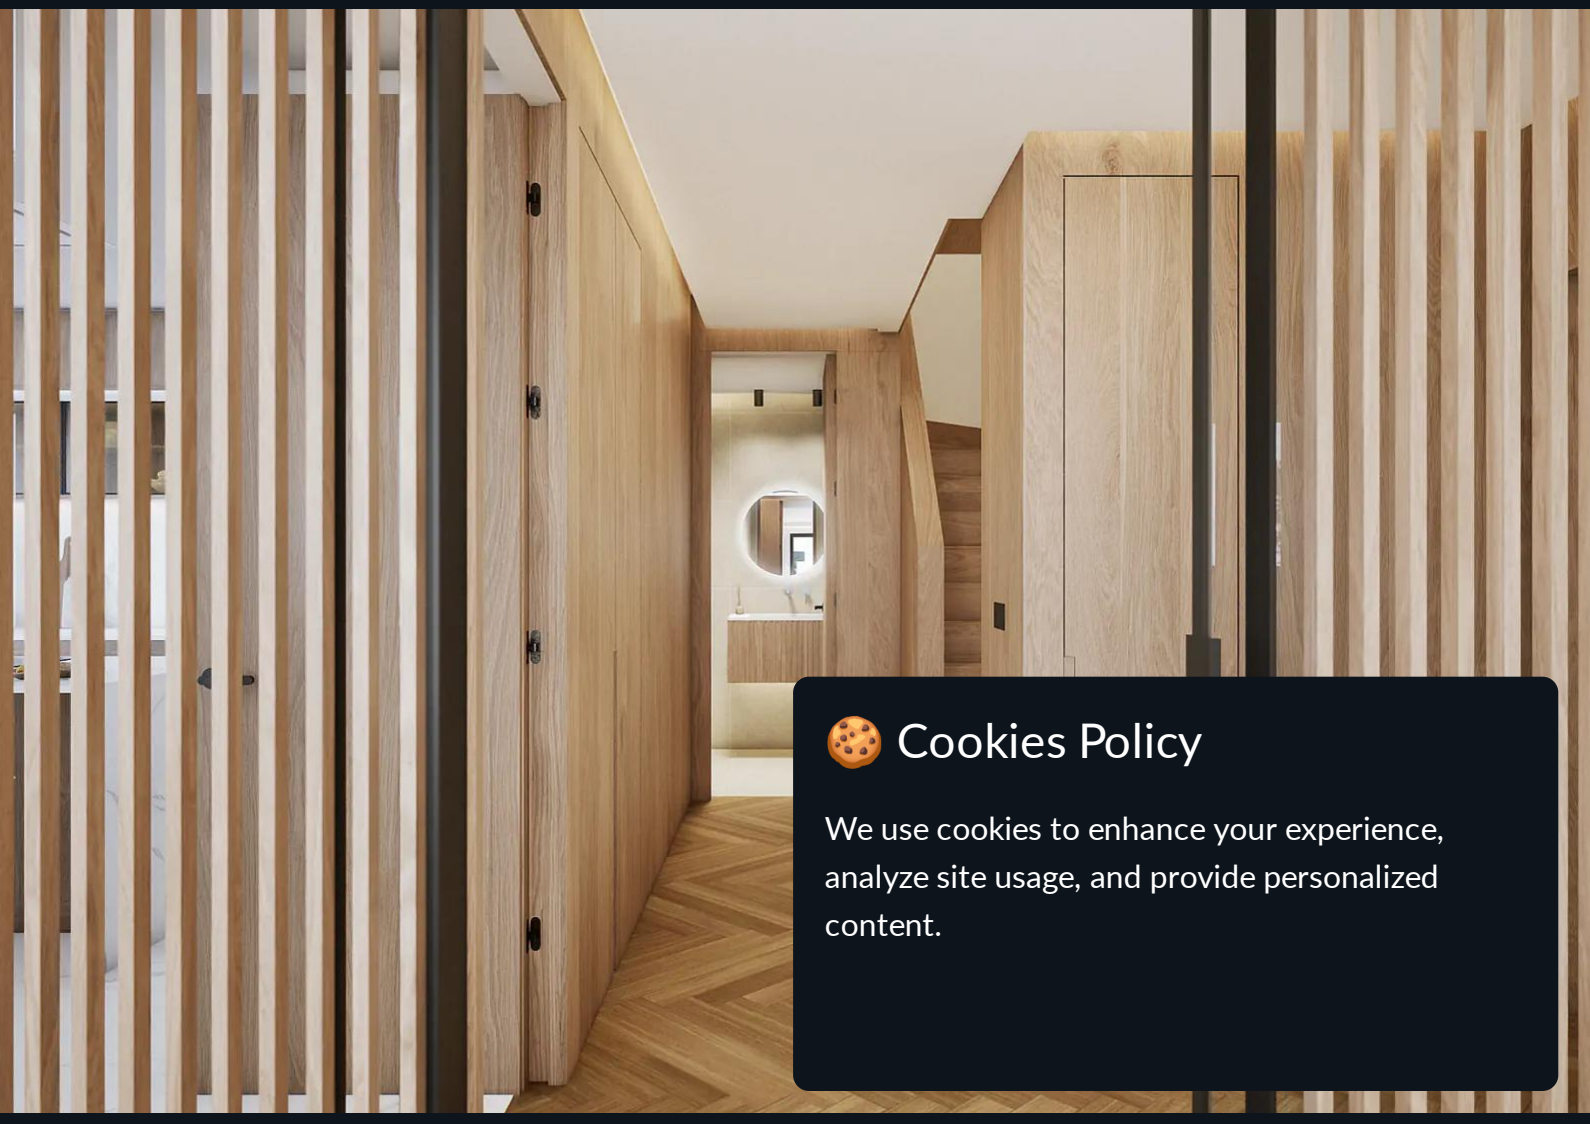 🍪 Cookies Policy
We use cookies to enhance your experience,
analyze site usage, and provide personalized
content.